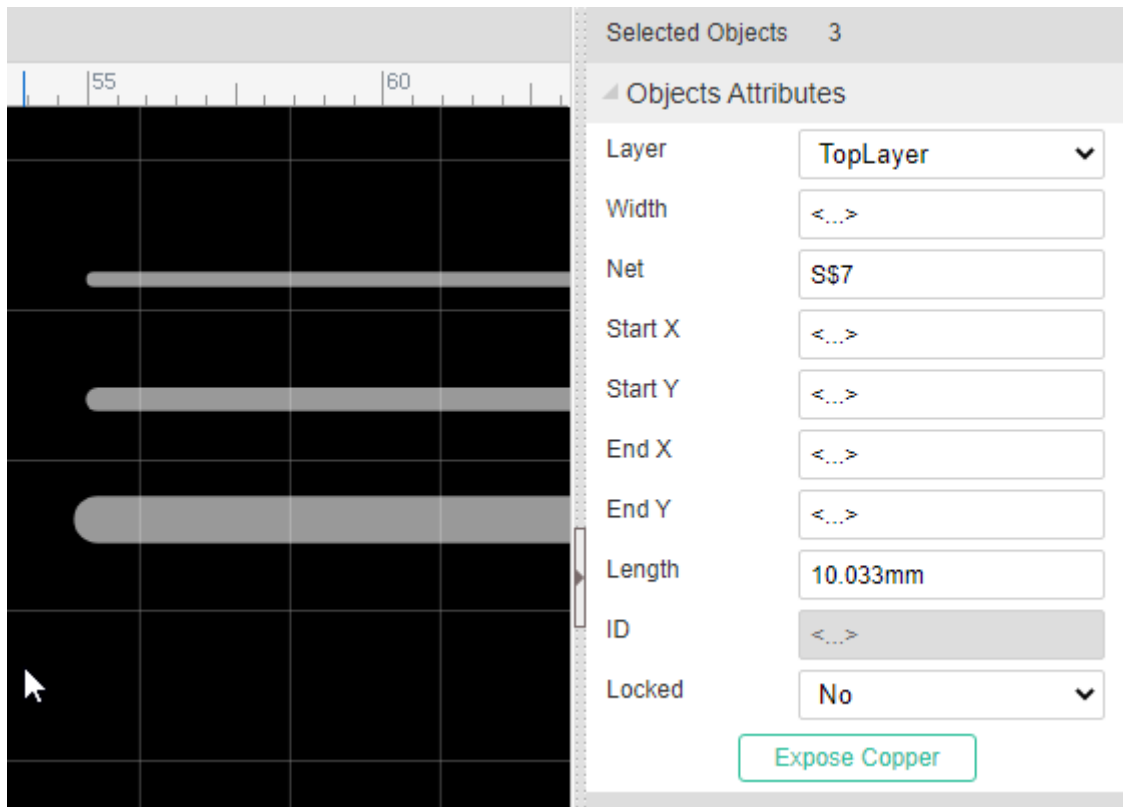 Selected Objects 3
55 60
Objects Attributes
Layer TopLayer
Width <...>
Net S$7
Start X <...>
Start Y <...>
End X <...>
End Y <...>
Length 10.033mm
ID <...>
Locked No
Expose Copper